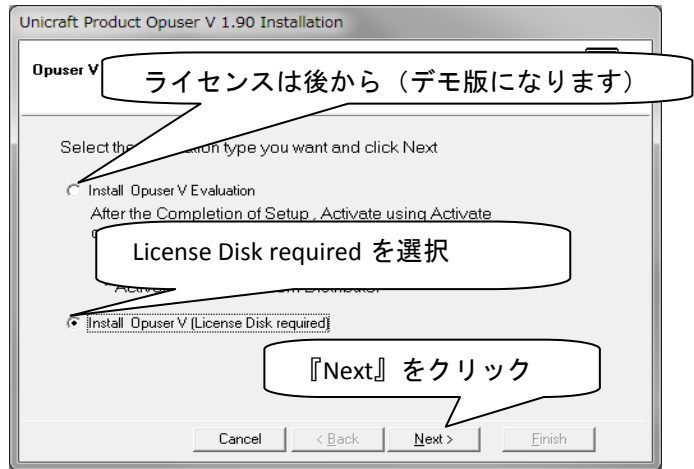 Unicraft Product Opuser V 1.90 Installation
Opuser V
ライセンスは後から（デモ版になります）
Select the type you want and click Next
Install Opuser V Evaluation
After the Completion of Setup , Activate using Activate
License Disk required を選択
Install Opuser V (License Disk required)
『Next』をクリック
Cancel
< Back
Next >
Finish